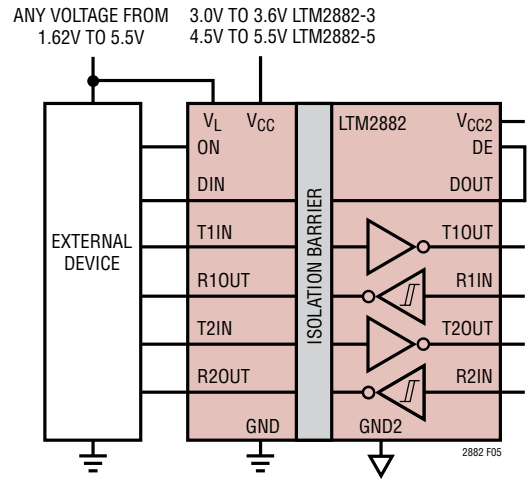 ANY VOLTAGE FROM
1.62V TO 5.5V
3.0V TO 3.6V LTM2882-3
4.5V TO 5.5V LTM2882-5
EXTERNAL
DEVICE
VL VCC
ON
DIN
T1IN
R1OUT
T2IN
R2OUT
GND
ISOLATION BARRIER
LTM2882
VCC2
DE
DOUT
T1OUT
R1IN
T2OUT
R2IN
GND2
2882 F05